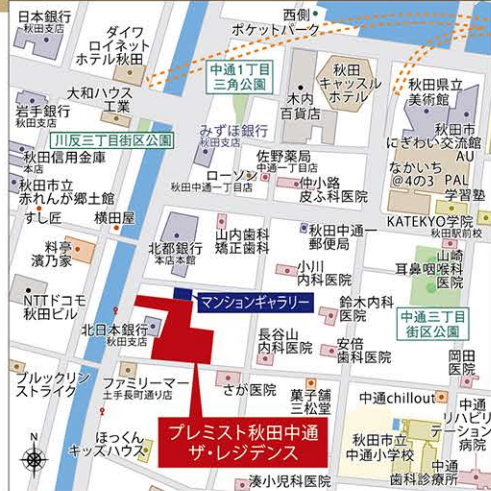 日本銀行
秋田支店
ダイワ
ロイネット
ホテル秋田
西側
ポケットパーク
中通1丁目
三角公園
秋田
キャッスル
ホテル
秋田県立
美術館
大和ハウス
工業
木内
百貨店
岩手銀行
秋田支店
川反三丁目街区公園
みずほ銀行
秋田支店
秋田市
にぎわい交流館
AU
秋田信用金庫
本店
佐野薬局
中通一丁目店
ローソン
秋田中通一丁目店
仲小路
皮ふ科医院
なかいち
@4の3
PAL
学習塾
秋田市立
赤れんが郷土館
すし匠
横田屋
KATEKYO学院
秋田駅前校
料亭
濱乃家
北都銀行
本店本館
山内歯科
矯正歯科
秋田中通一
郵便局
小川
内科医院
山崎
耳鼻咽喉科
医院
NTTドコモ
秋田ビル
マンションギャラリー
鈴木内科
医院
中通三丁目
街区公園
北日本銀行
秋田支店
長谷山
内科医院
安倍
歯科医院
岡田
医院
ブルックリン
ストライク
ファミリーマート
土手長町通り店
さが医院
菓子舗
三松堂
中通chillout
中通
リハビリ
テーション
病院
プレミスト秋田中通
ザ・レジデンス
ほっくん
キッズハウス
秋田市立
中通小学校
N
湊小児科医院
中通
歯科診療所